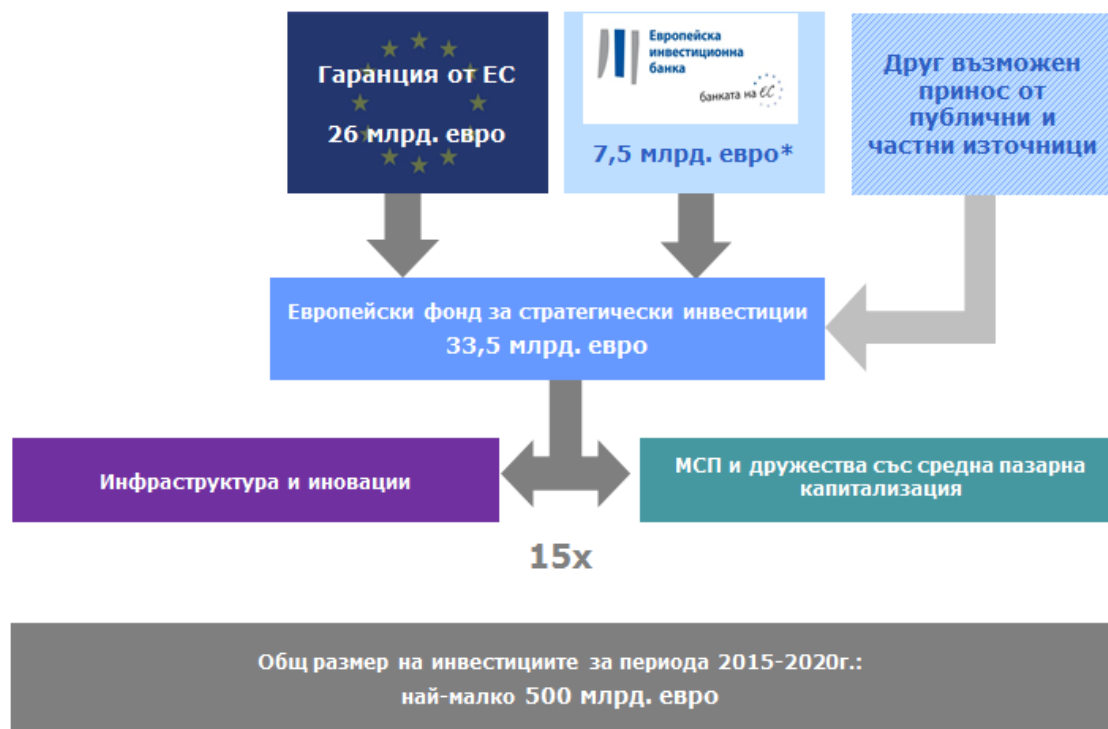 Гаранция от ЕС
26 млрд. евро
Европейска
инвестиционна
банка
банката на ЕС
7,5 млрд. евро*
Друг възможен
принос от
публични и
частни източници
Европейски фонд за стратегически инвестиции
33,5 млрд. евро
Инфраструктура и иновации
МСП и дружества със средна пазарна
капитализация
15x
Общ размер на инвестициите за периода 2015-2020г.:
най-малко 500 млрд. евро